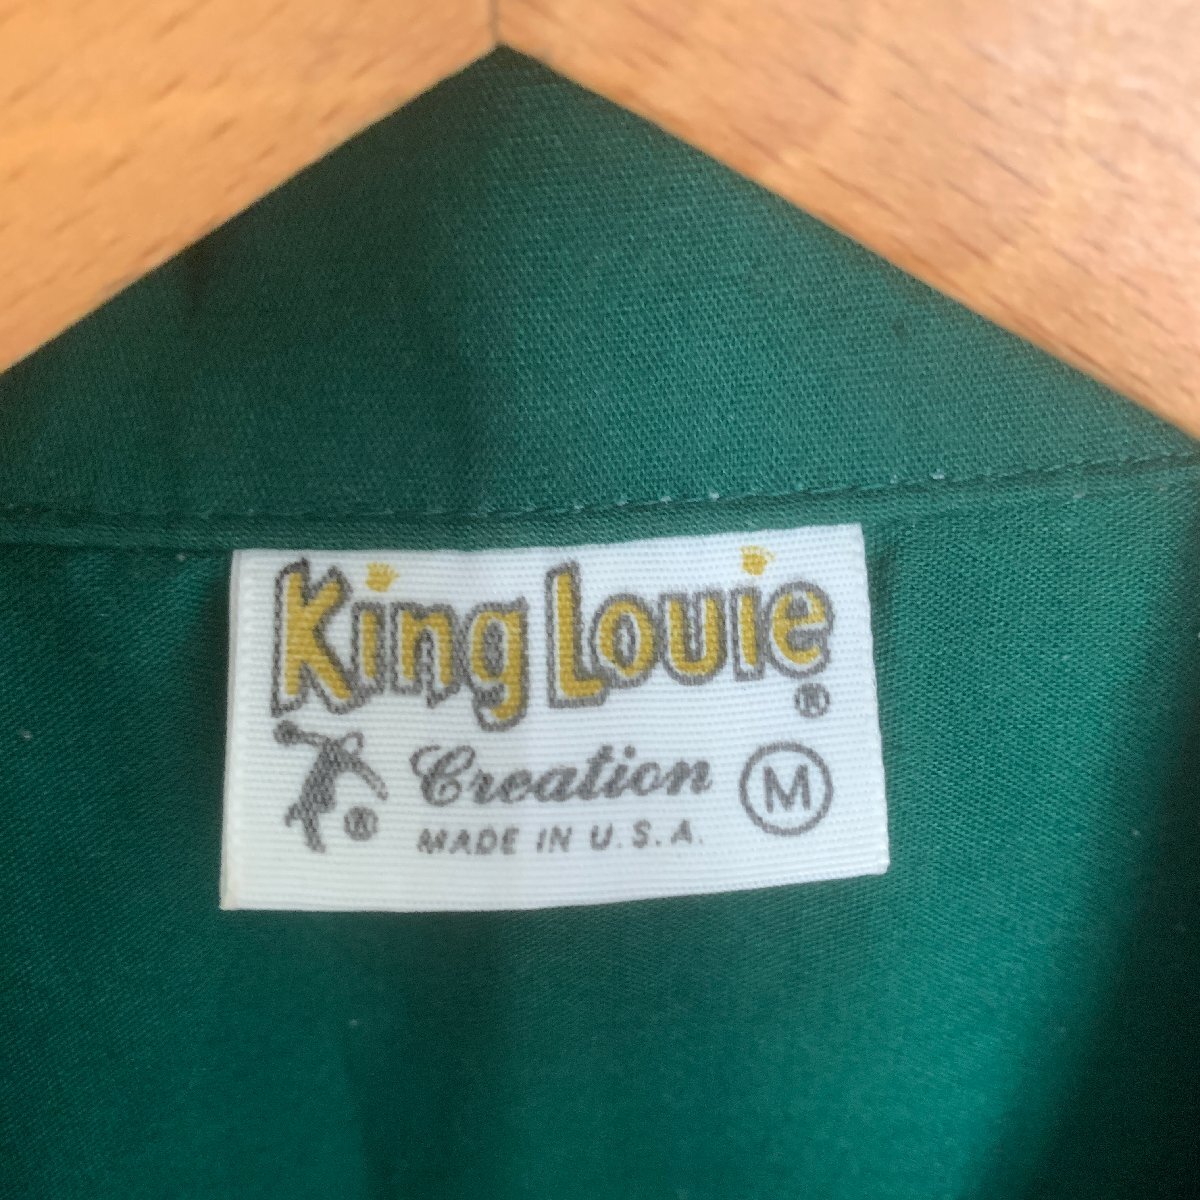 King Louie
®
® Creation M
MADE IN U.S.A.